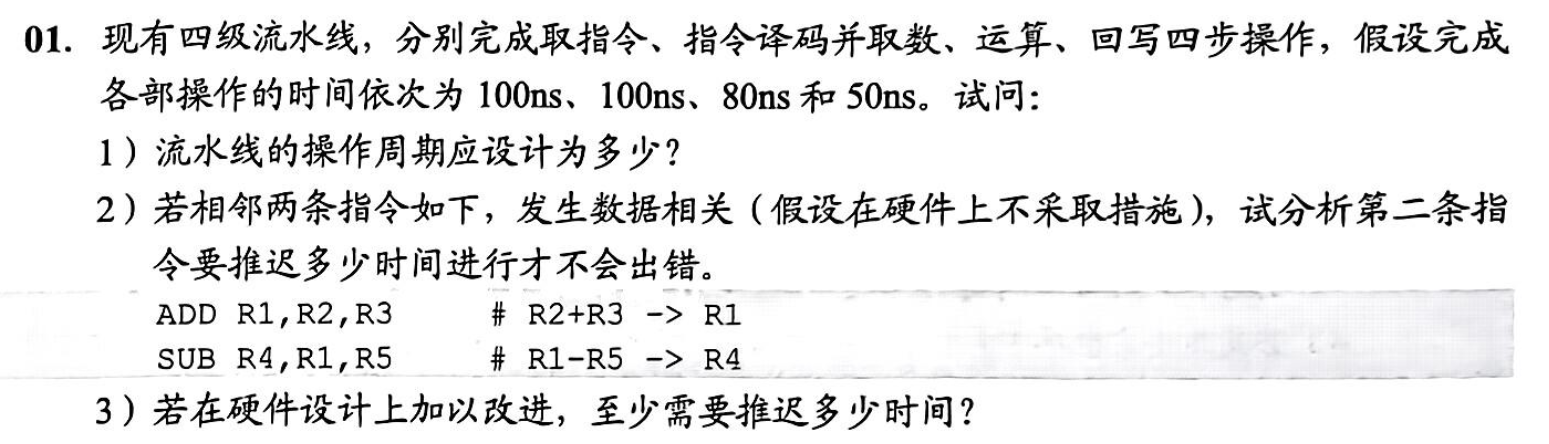 01. 现有四级流水线，分别完成取指令、指令译码并取数、运算、回写四步操作，假设完成
各部操作的时间依次为 100ns、100ns、80ns 和 50ns。试问：
1）流水线的操作周期应设计为多少？
2）若相邻两条指令如下，发生数据相关（假设在硬件上不采取措施），试分析第二条指
令要推迟多少时间进行才不会出错。
ADD R1,R2,R3 # R2+R3 -> R1
SUB R4,R1,R5 # R1-R5 -> R4
3）若在硬件设计上加以改进，至少需要推迟多少时间？